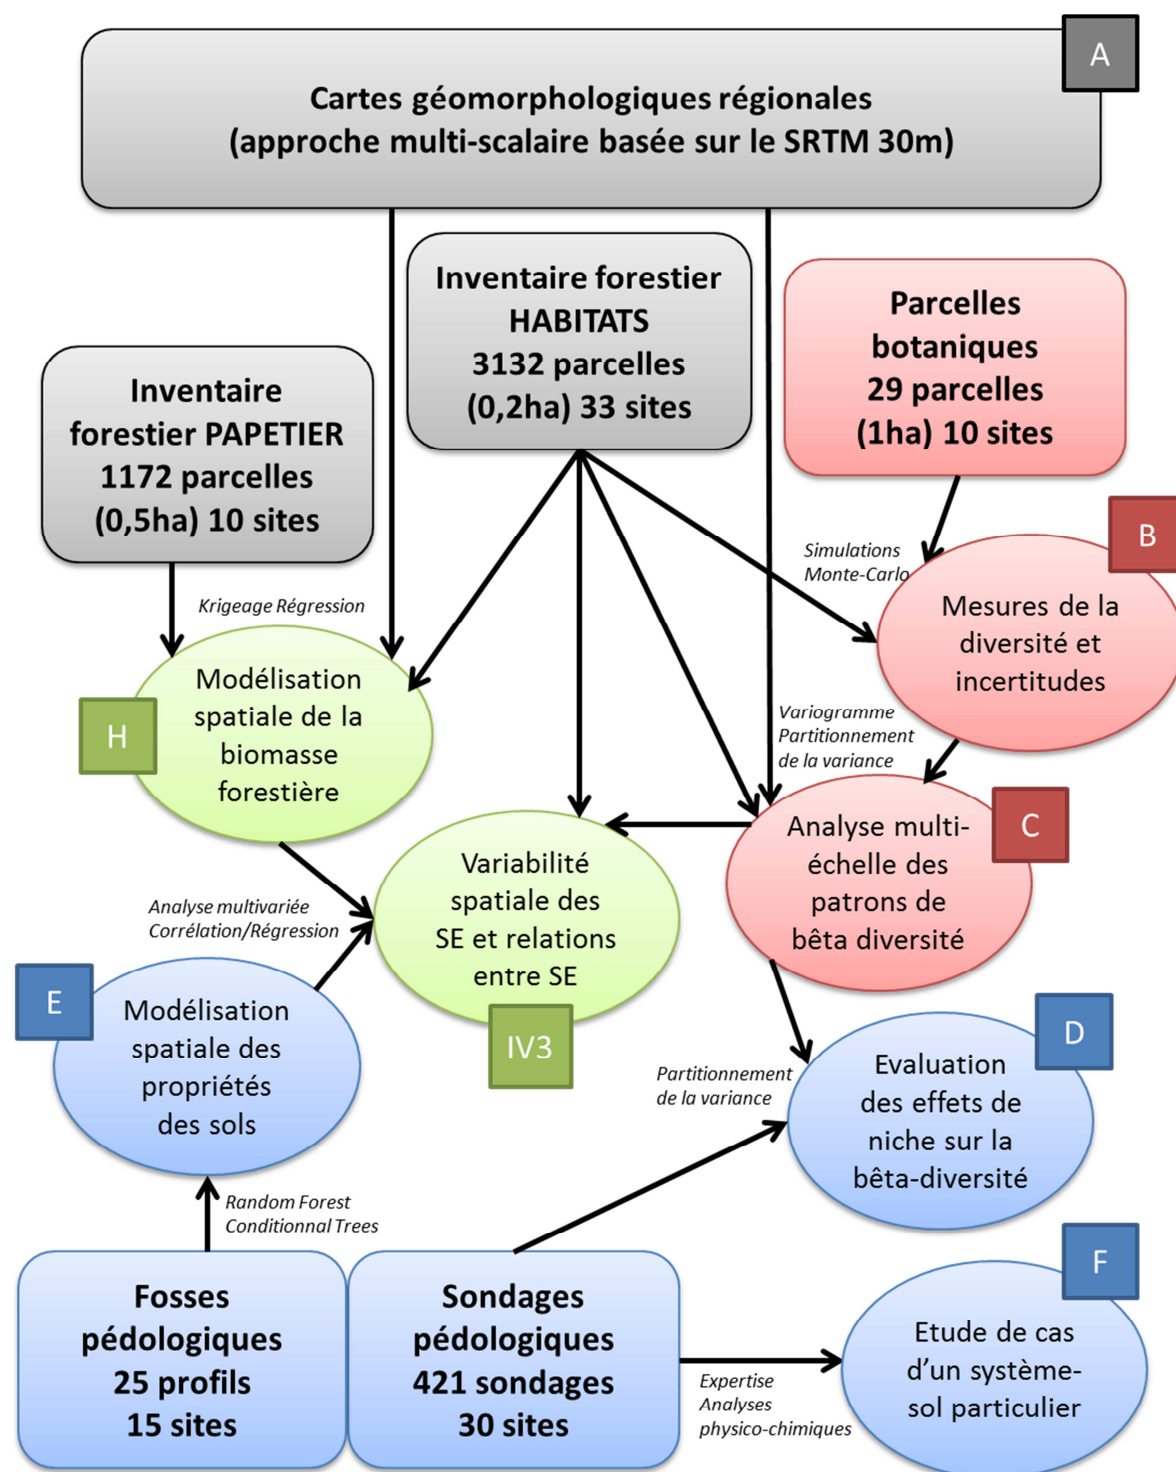 A
Cartes géomorphologiques régionales
(approche multi-scalaire basée sur le SRTM 30m)
Inventaire forestier
HABITATS
3132 parcelles
(0,2ha) 33 sites
Parcelles
botaniques
29 parcelles
(1ha) 10 sites
Inventaire
forestier PAPETIER
1172 parcelles
(0,5ha) 10 sites
B
Simulations
Monte-Carlo
Mesures de la
diversité et
incertitudes
Krigeage Régression
H
Modélisation
spatiale de la
biomasse
forestière
Variogramme
Partitionnement
de la variance
C
Analyse multi-
échelle des
patrons de
bêta diversité
Variabilité
spatiale des
SE et relations
entre SE
IV3
Analyse multivariée
Corrélation/Régression
E
Modélisation
spatiale des
propriétés
des sols
D
Partitionnement
de la variance
Evaluation
des effets de
niche sur la
bêta-diversité
Random Forest
Conditionnal Trees
Fosses
pédologiques
25 profils
15 sites
Sondages
pédologiques
421 sondages
30 sites
Expertise
Analyses
physico-chimiques
F
Etude de cas
d'un système-
sol particulier